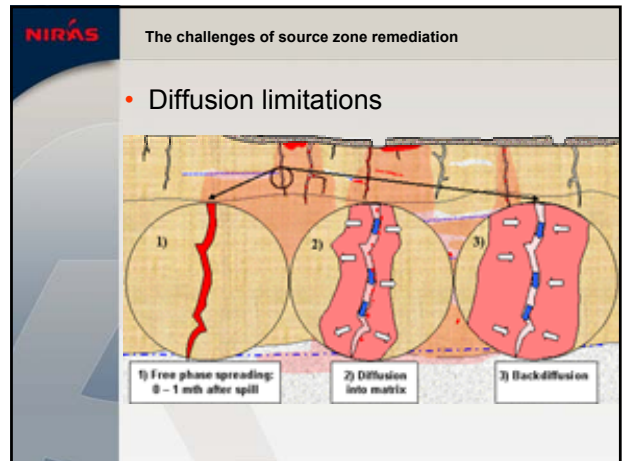 NIRAS
The challenges of source zone remediation
• Diffusion limitations
1)
2)
3)
1) Free phase spreading:
0 – 1 mth after spill
2) Diffusion
into matrix
3) Backdiffusion